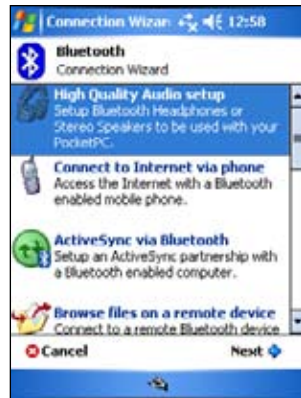 Connection Wizar 12:58
Bluetooth
Connection Wizard
High Quality Audio setup
Setup Bluetooth Headphones or
Stereo Speakers to be used with your
PocketPC.
Connect to Internet via phone
Access the Internet with a Bluetooth
enabled mobile phone.
ActiveSync via Bluetooth
Setup an ActiveSync partnership with
a Bluetooth enabled computer.
Browse files on a remote device
Connect to a remote Bluetooth device
Cancel Next